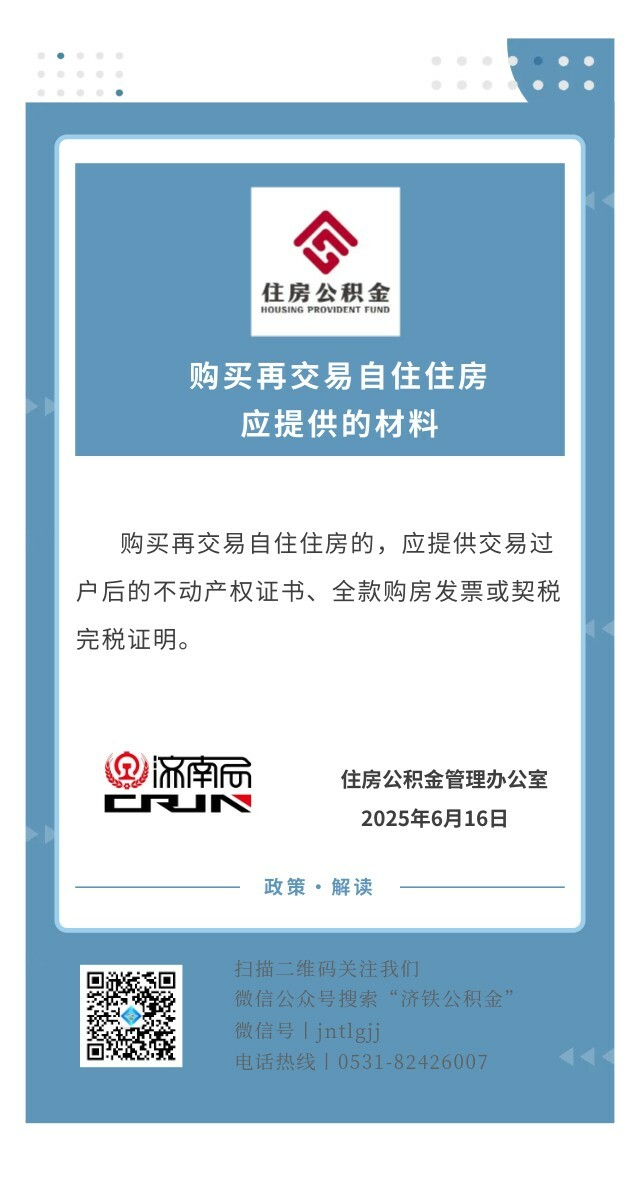 住房公积金
HOUSING PROVIDENT FUND
购买再交易自住住房
应提供的材料
购买再交易自住住房的，应提供交易过
户后的不动产权证书、全款购房发票或契税
完税证明。
济南局
CRJN
住房公积金管理办公室
2025年6月16日
政策·解读
扫描二维码关注我们
微信公众号搜索“济铁公积金”
微信号丨jntlgjj
电话热线丨0531-82426007